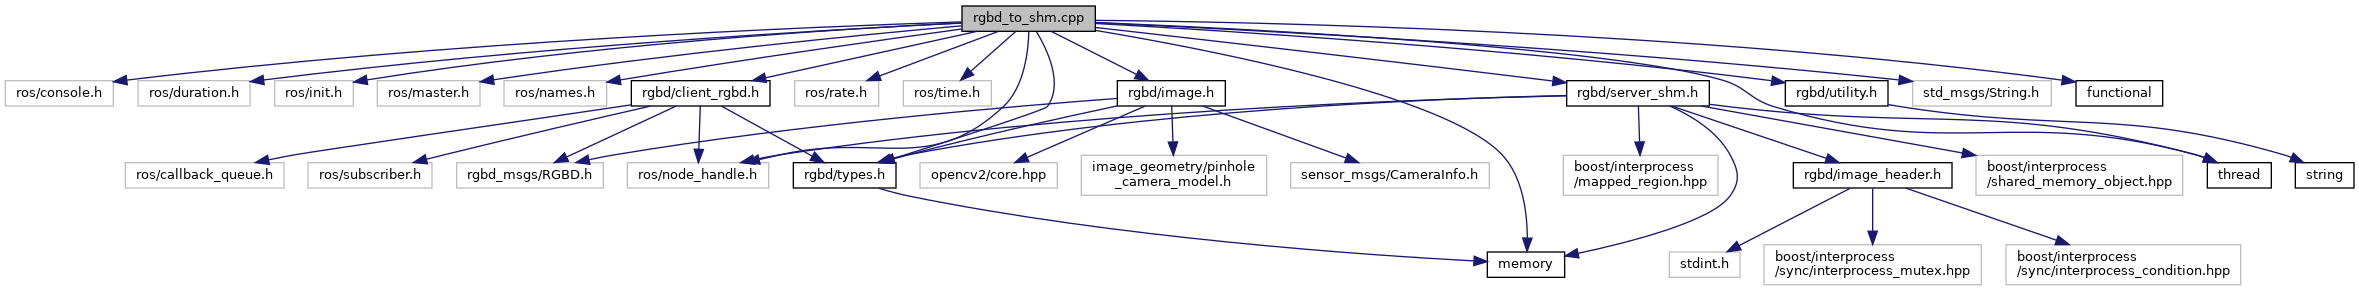 rgbd_to_shm.cpp
ros/console.h
ros/duration.h
ros/init.h
ros/master.h
ros/names.h
rgbd/client_rgbd.h
ros/rate.h
ros/time.h
rgbd/image.h
rgbd/server_shm.h
rgbd/utility.h
std_msgs/String.h
functional
ros/callback_queue.h
ros/subscriber.h
rgbd_msgs/RGBD.h
ros/node_handle.h
rgbd/types.h
opencv2/core.hpp
image_geometry/pinhole
_camera_model.h
sensor_msgs/CameraInfo.h
boost/interprocess
/mapped_region.hpp
rgbd/image_header.h
boost/interprocess
/shared_memory_object.hpp
thread
string
memory
stdint.h
boost/interprocess
/sync/interprocess_mutex.hpp
boost/interprocess
/sync/interprocess_condition.hpp